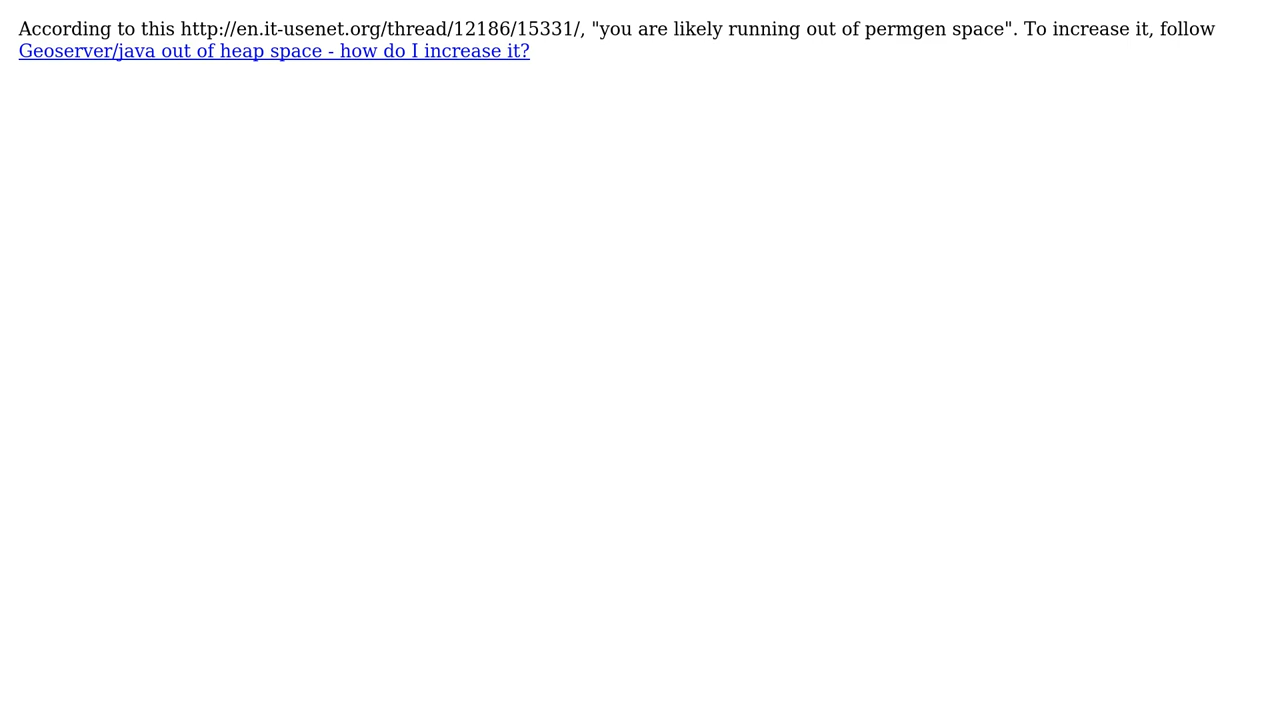 According to this http://en.it-usenet.org/thread/12186/15331/, "you are likely running out of permgen space". To increase it, follow
Geoserver/java out of heap space - how do I increase it?